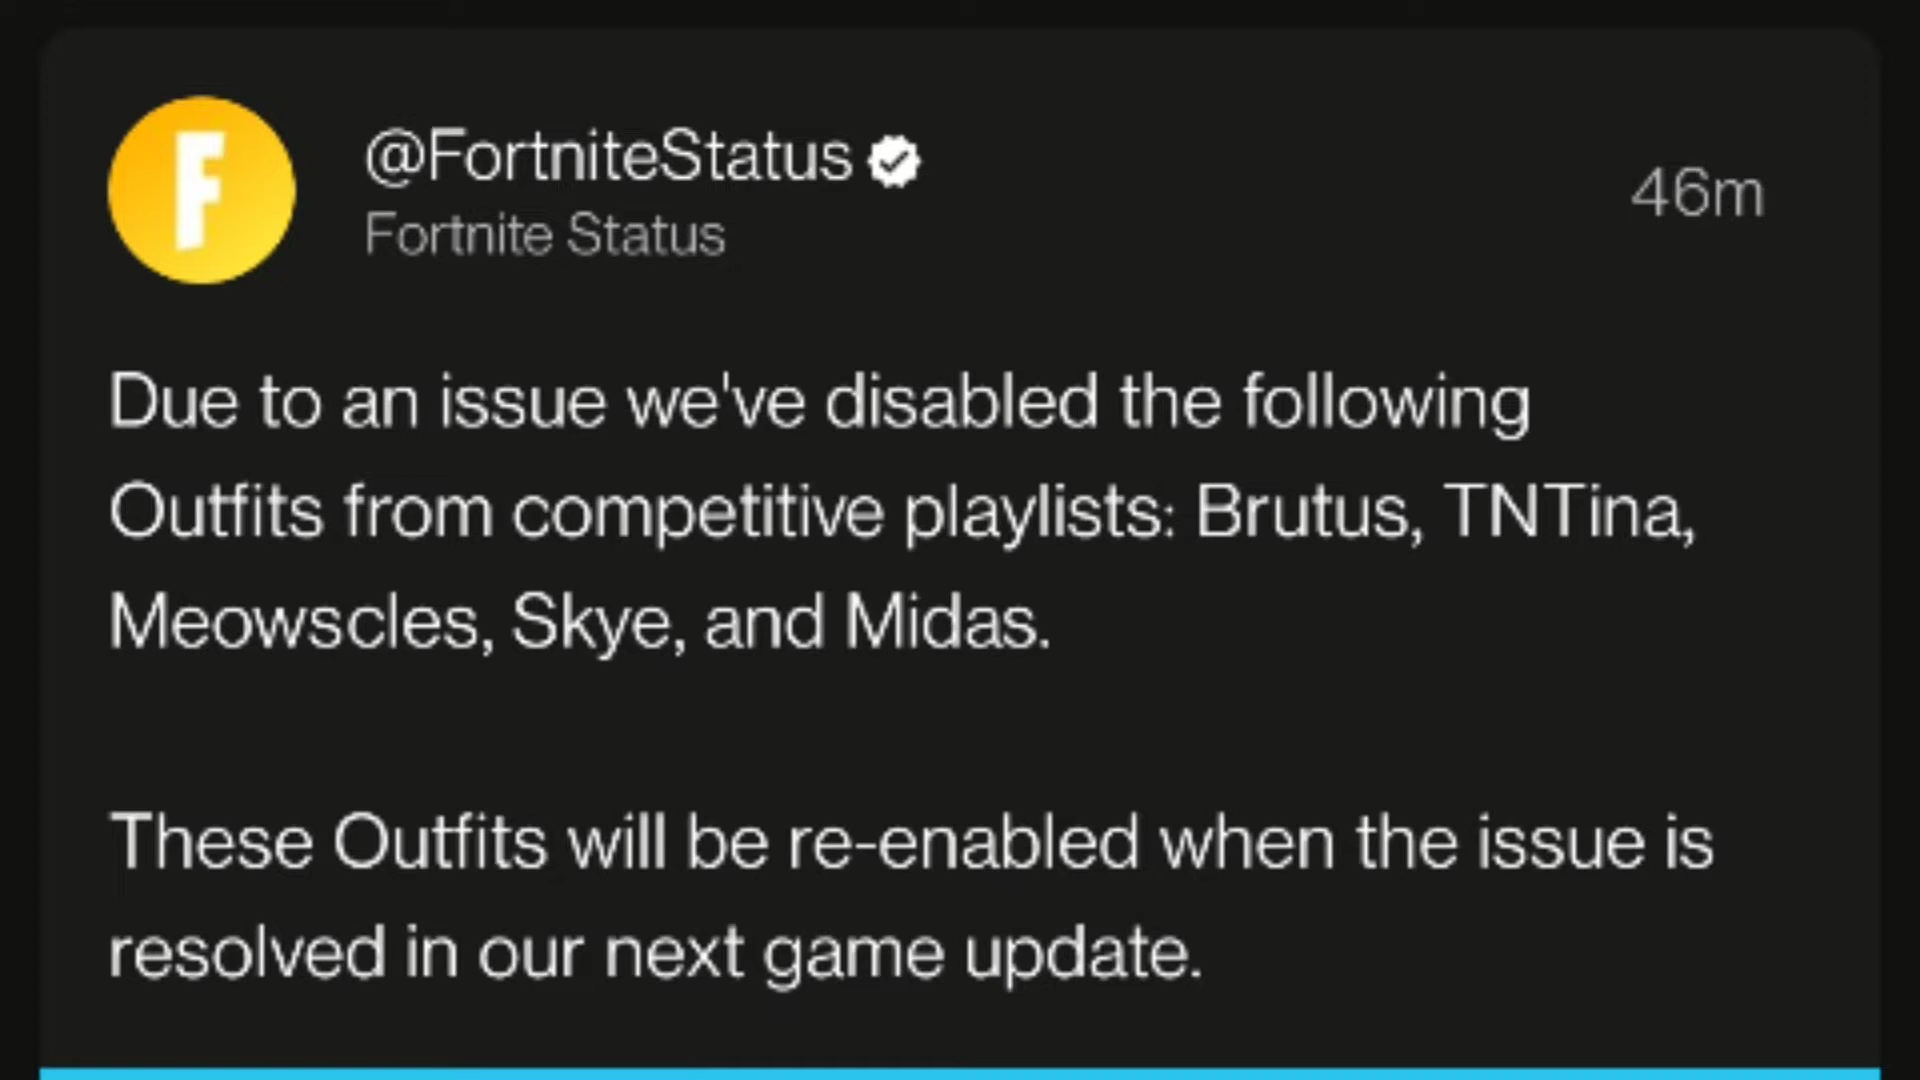 F
@FortniteStatus
Fortnite Status
46m
Due to an issue we've disabled the following
Outfits from competitive playlists: Brutus, TNTina,
Meowscles, Skye, and Midas.
These Outfits will be re-enabled when the issue is
resolved in our next game update.